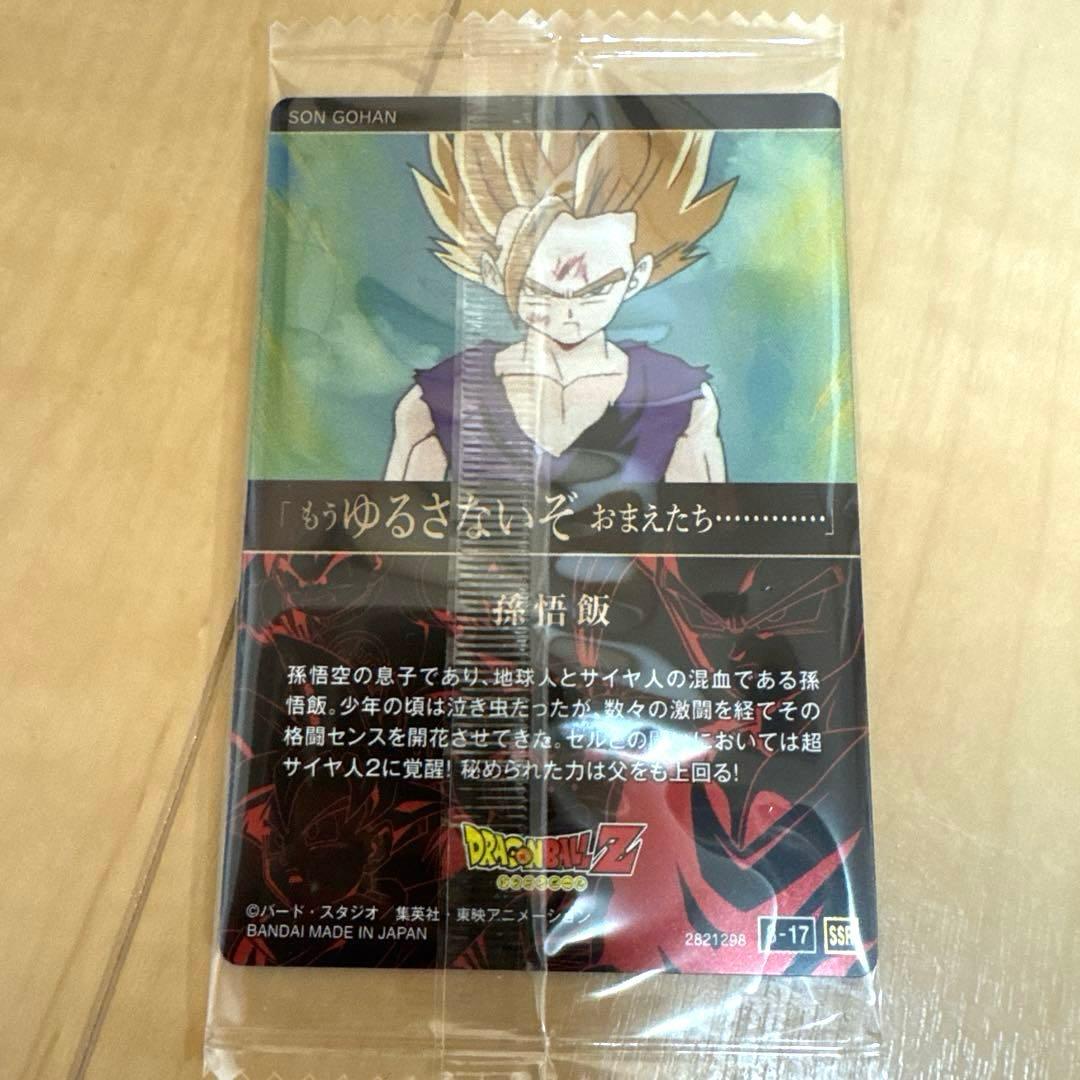 SON GOHAN
「もうゆるさないぞ おまえたち…………」
孫悟飯
孫悟空の息子であり、地球人とサイヤ人の混血である孫
悟飯。少年の頃は泣き虫だったが、数々の激闘を経てその
格闘センスを開花させてきた。セルとの においては超
サイヤ人2に覚醒! 秘められた力は父をも上回る!
DRAGONBALL Z
©バード・スタジオ／集英社・東映アニメーション
BANDAI MADE IN JAPAN
2821298 -17 SSR